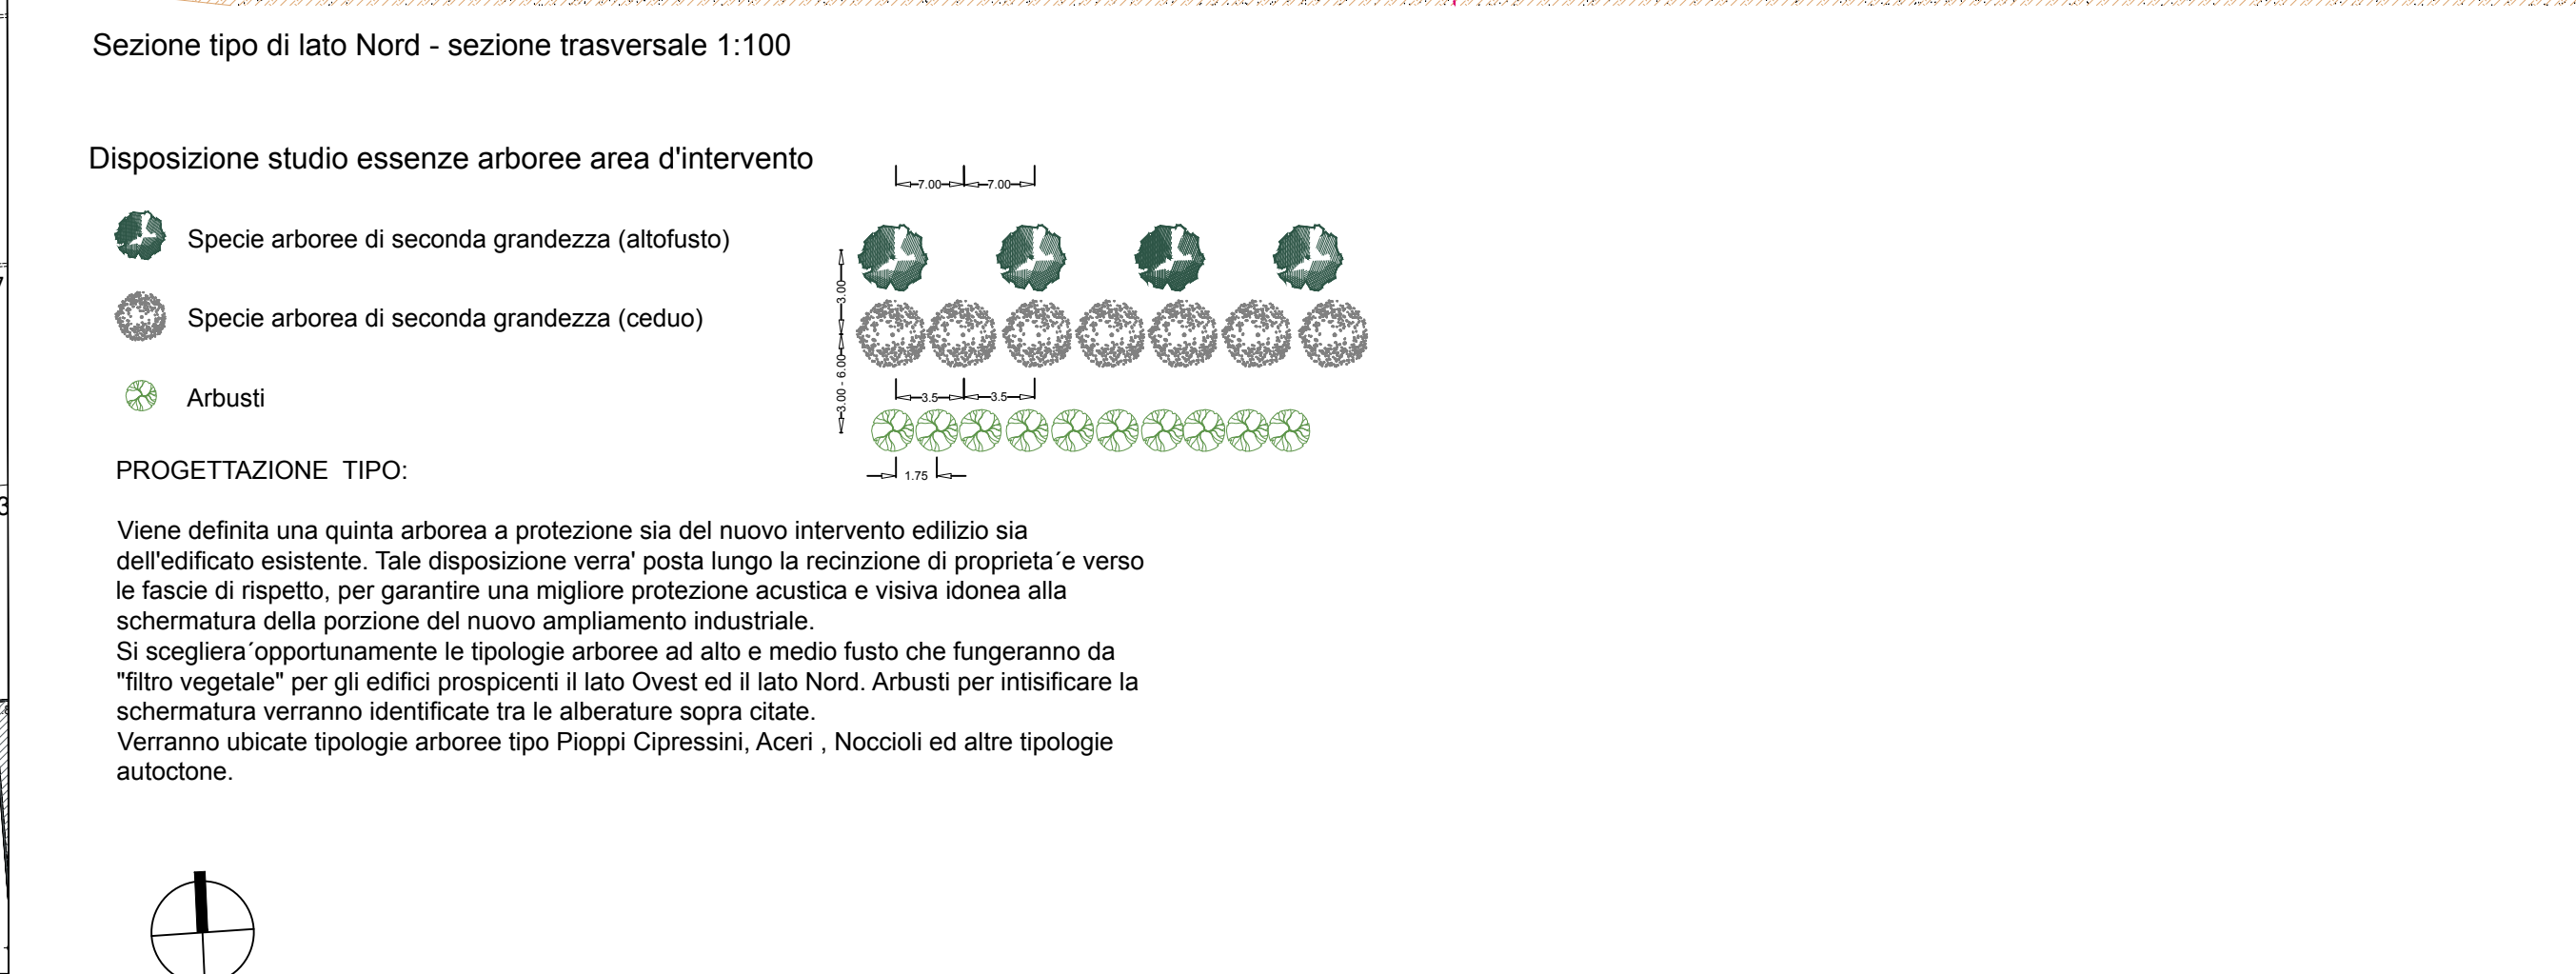 Sezione tipo di lato Nord - sezione trasversale 1:100
Disposizione studio essenze arboree area d'intervento
7.00 7.00
Specie arboree di seconda grandezza (altofusto)
3.00
Specie arborea di seconda grandezza (ceduo)
3.00 - 6.00
3.5 3.5
Arbusti
1.75
PROGETTAZIONE TIPO:
Viene definita una quinta arborea a protezione sia del nuovo intervento edilizio sia
dell'edificato esistente. Tale disposizione verra' posta lungo la recinzione di proprieta´e verso
le fascie di rispetto, per garantire una migliore protezione acustica e visiva idonea alla
schermatura della porzione del nuovo ampliamento industriale.
Si scegliera´opportunamente le tipologie arboree ad alto e medio fusto che fungeranno da
"filtro vegetale" per gli edifici prospicenti il lato Ovest ed il lato Nord. Arbusti per intisificare la
schermatura verranno identificate tra le alberature sopra citate.
Verranno ubicate tipologie arboree tipo Pioppi Cipressini, Aceri , Noccioli ed altre tipologie
autoctone.